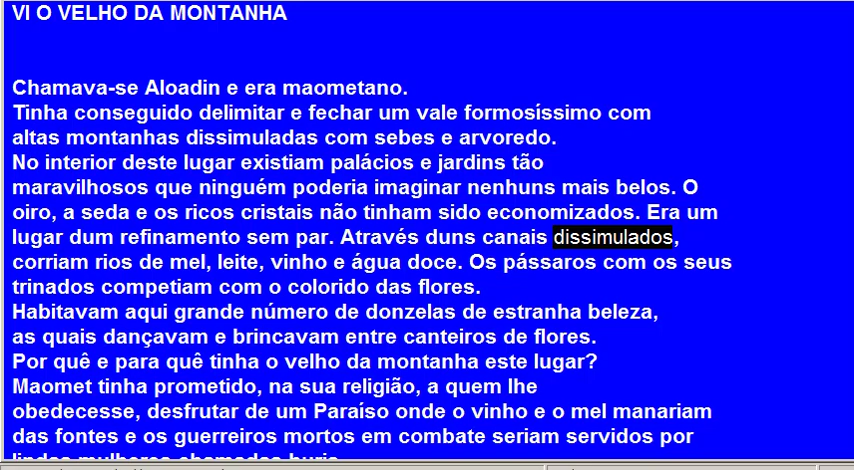 VI O VELHO DA MONTANHA
Chamava-se Aloadin e era maometano.
Tinha conseguido delimitar e fechar um vale formosíssimo com
altas montanhas dissimuladas com sebes e arvoredo.
No interior deste lugar existiam palácios e jardins tão
maravilhosos que ninguém poderia imaginar nenhuns mais belos. O
oiro, a seda e os ricos cristais não tinham sido economizados. Era um
lugar dum refinamento sem par. Através duns canais dissimulados,
corriam rios de mel, leite, vinho e água doce. Os pássaros com os seus
trinados competiam com o colorido das flores.
Habitavam aqui grande número de donzelas de estranha beleza,
as quais dançavam e brincavam entre canteiros de flores.
Por quê e para quê tinha o velho da montanha este lugar?
Maomet tinha prometido, na sua religião, a quem lhe
obedecesse, desfrutar de um Paraíso onde o vinho e o mel manariam
das fontes e os guerreiros mortos em combate seriam servidos por
lindas mulheres chamadas huris